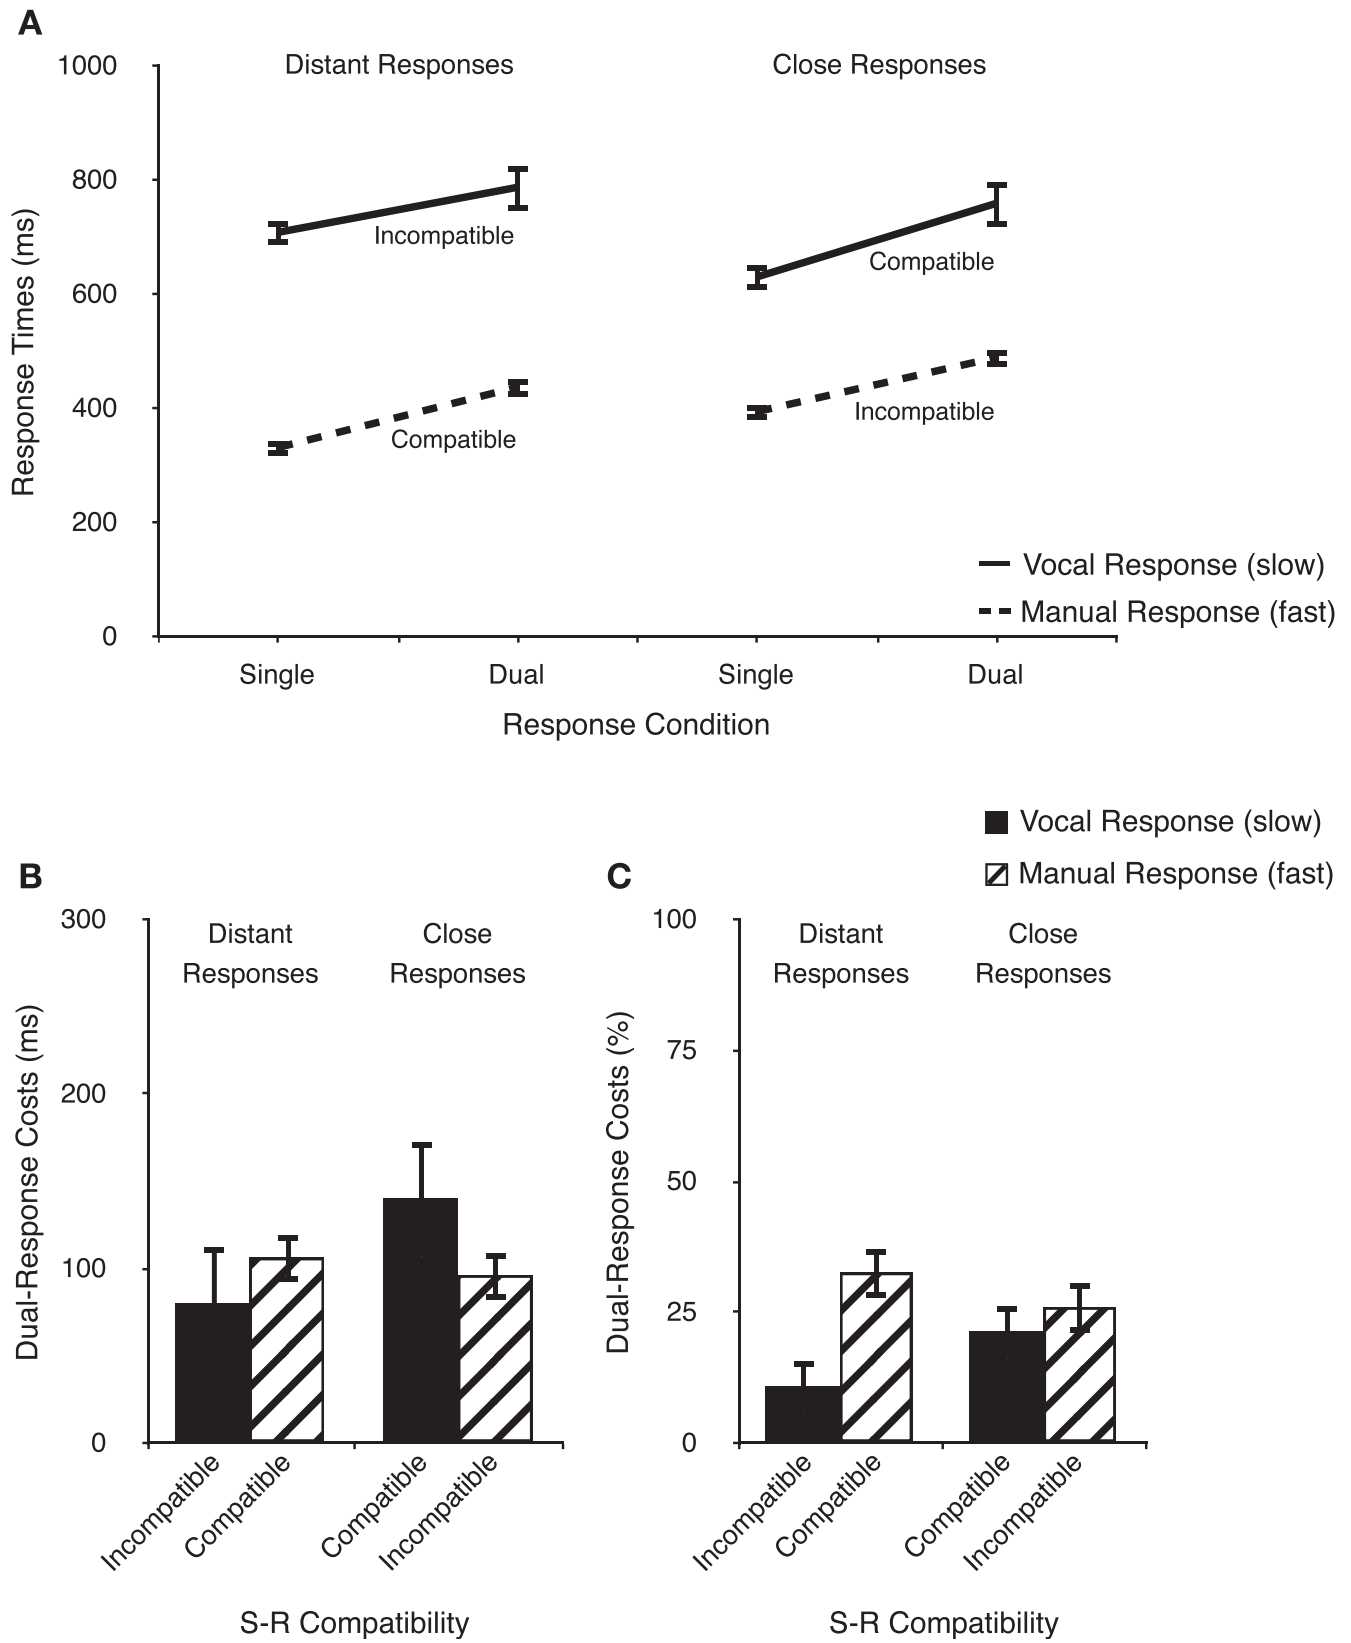 A
Distant Responses
Close Responses
1000
800
600
400
200
0
Response Times (ms)
Incompatible
Compatible
Compatible
Incompatible
Vocal Response (slow)
Manual Response (fast)
Single
Dual
Single
Dual
Response Condition
Vocal Response (slow)
Manual Response (fast)
B
300
200
100
0
Dual-Response Costs (ms)
Distant
Responses
Close
Responses
Incompatible
Compatible
Compatible
Incompatible
S-R Compatibility
C
100
75
50
25
0
Dual-Response Costs (%)
Distant
Responses
Close
Responses
Incompatible
Compatible
Compatible
Incompatible
S-R Compatibility